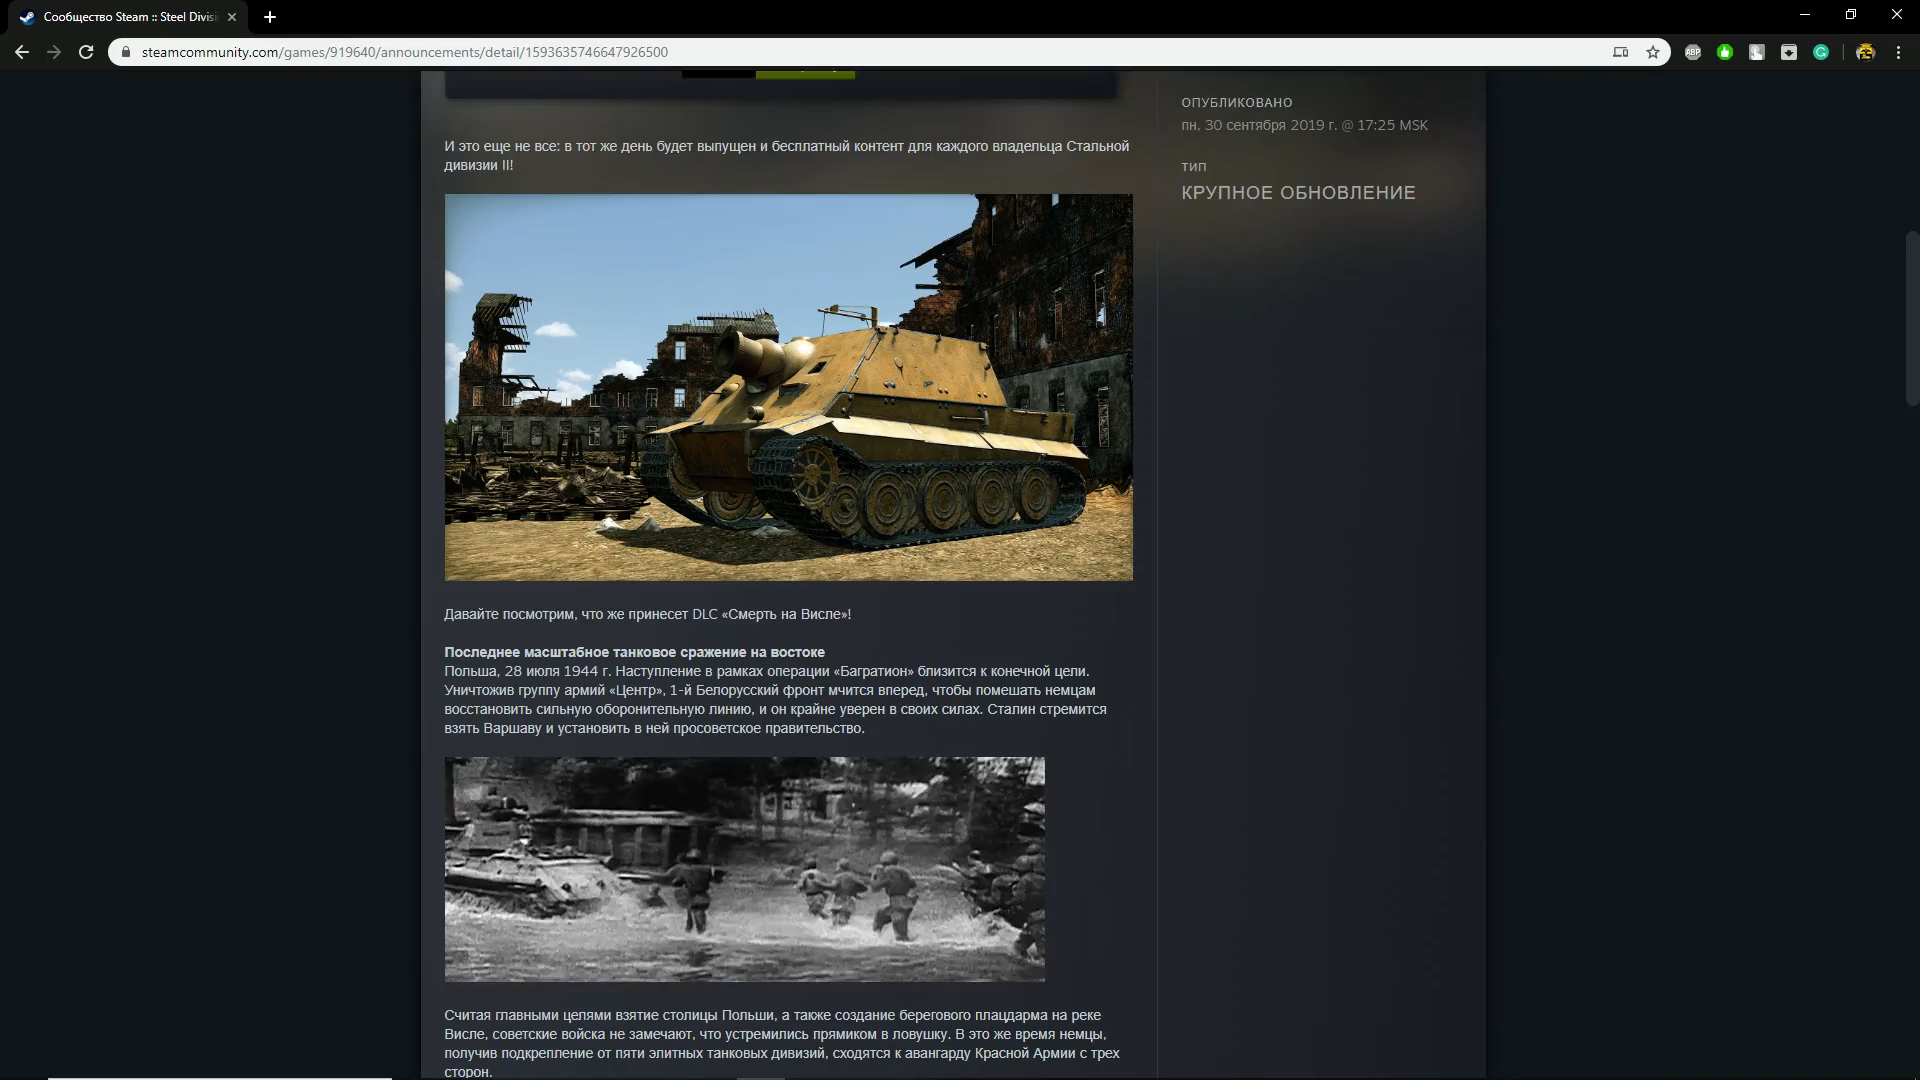 Сообщество Steam :: Steel Divisi
steamcommunity.com/games/919640/announcements/detail/1593635746647926500
ABP
ОПУБЛИКОВАНО
пн, 30 сентября 2019 г. @ 17:25 MSK
ТИП
КРУПНОЕ ОБНОВЛЕНИЕ
И это еще не все: в тот же день будет выпущен и бесплатный контент для каждого владельца Стальной
дивизии II!
Давайте посмотрим, что же принесет DLC «Смерть на Висле»!
Последнее масштабное танковое сражение на востоке
Польша, 28 июля 1944 г. Наступление в рамках операции «Багратион» близится к конечной цели.
Уничтожив группу армий «Центр», 1-й Белорусский фронт мчится вперед, чтобы помешать немцам
восстановить сильную оборонительную линию, и он крайне уверен в своих силах. Сталин стремится
взять Варшаву и установить в ней просоветское правительство.
Считая главными целями взятие столицы Польши, а также создание берегового плацдарма на реке
Висле, советские войска не замечают, что устремились прямиком в ловушку. В это же время немцы,
получив подкрепление от пяти элитных танковых дивизий, сходятся к авангарду Красной Армии с трех
сторон.